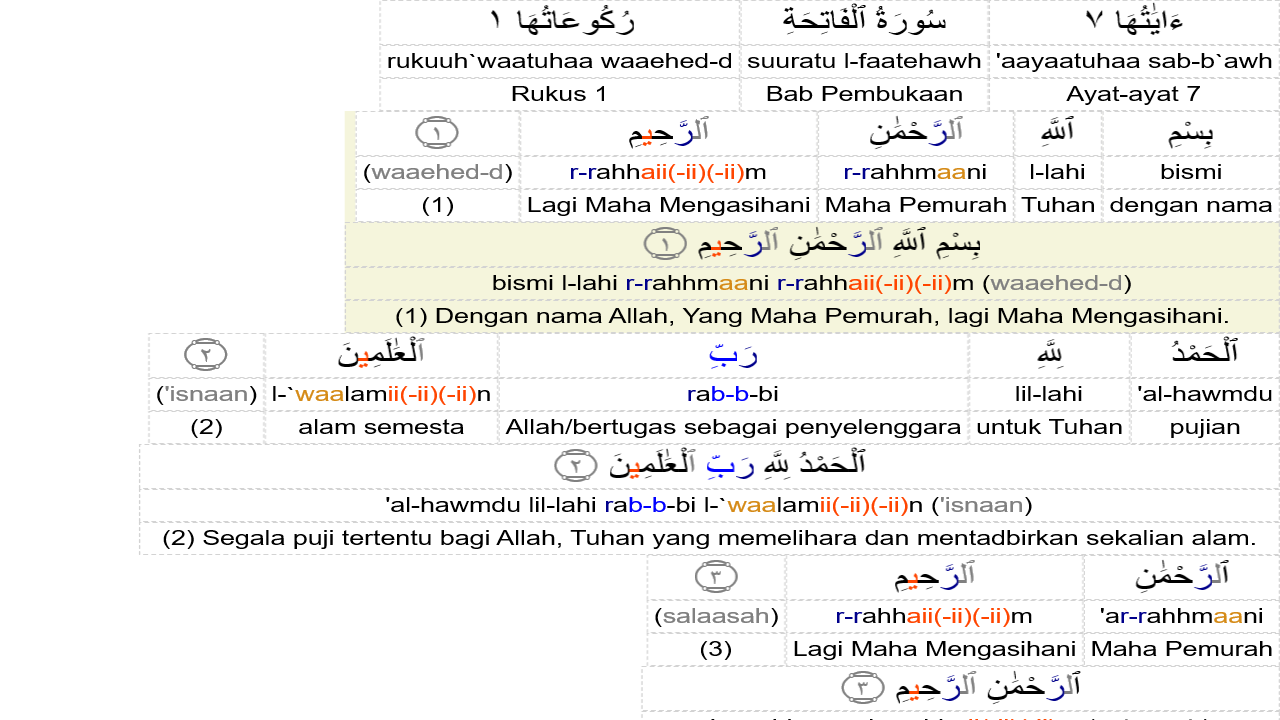 ءَايَٰتُهَا ٧ سُورَةُ ٱلْفَاتِحَةِ رُكُوعَاتُهَا ١
rukuuh`waatuhaa waaehed-d suuratu l-faatehawh 'aayaatuhaa sab-b`awh
Rukus 1 Bab Pembukaan Ayat-ayat 7
بِسْمِ ٱللَّهِ ٱلرَّحْمَٰنِ ٱلرَّحِيمِ ١
(waaehed-d) r-rahhaii(-ii)(-ii)m r-rahhmaani l-lahi bismi
(1) Lagi Maha Mengasihani Maha Pemurah Tuhan dengan nama
بِسْمِ ٱللَّهِ ٱلرَّحْمَٰنِ ٱلرَّحِيمِ ١
bismi l-lahi r-rahhmaani r-rahhaii(-ii)(-ii)m (waaehed-d)
(1) Dengan nama Allah, Yang Maha Pemurah, lagi Maha Mengasihani.
ٱلْحَمْدُ لِلَّهِ رَبِّ ٱلْعَٰلَمِينَ ٢
('isnaan) l-`waalamii(-ii)(-ii)n rab-b-bi lil-lahi 'al-hawmdu
(2) alam semesta Allah/bertugas sebagai penyelenggara untuk Tuhan pujian
ٱلْحَمْدُ لِلَّهِ رَبِّ ٱلْعَٰلَمِينَ ٢
'al-hawmdu lil-lahi rab-b-bi l-`waalamii(-ii)(-ii)n ('isnaan)
(2) Segala puji tertentu bagi Allah, Tuhan yang memelihara dan mentadbirkan sekalian alam.
ٱلرَّحْمَٰنِ ٱلرَّحِيمِ ٣
(salaasah) r-rahhaii(-ii)(-ii)m 'ar-rahhmaani
(3) Lagi Maha Mengasihani Maha Pemurah
ٱلرَّحْمَٰنِ ٱلرَّحِيمِ ٣